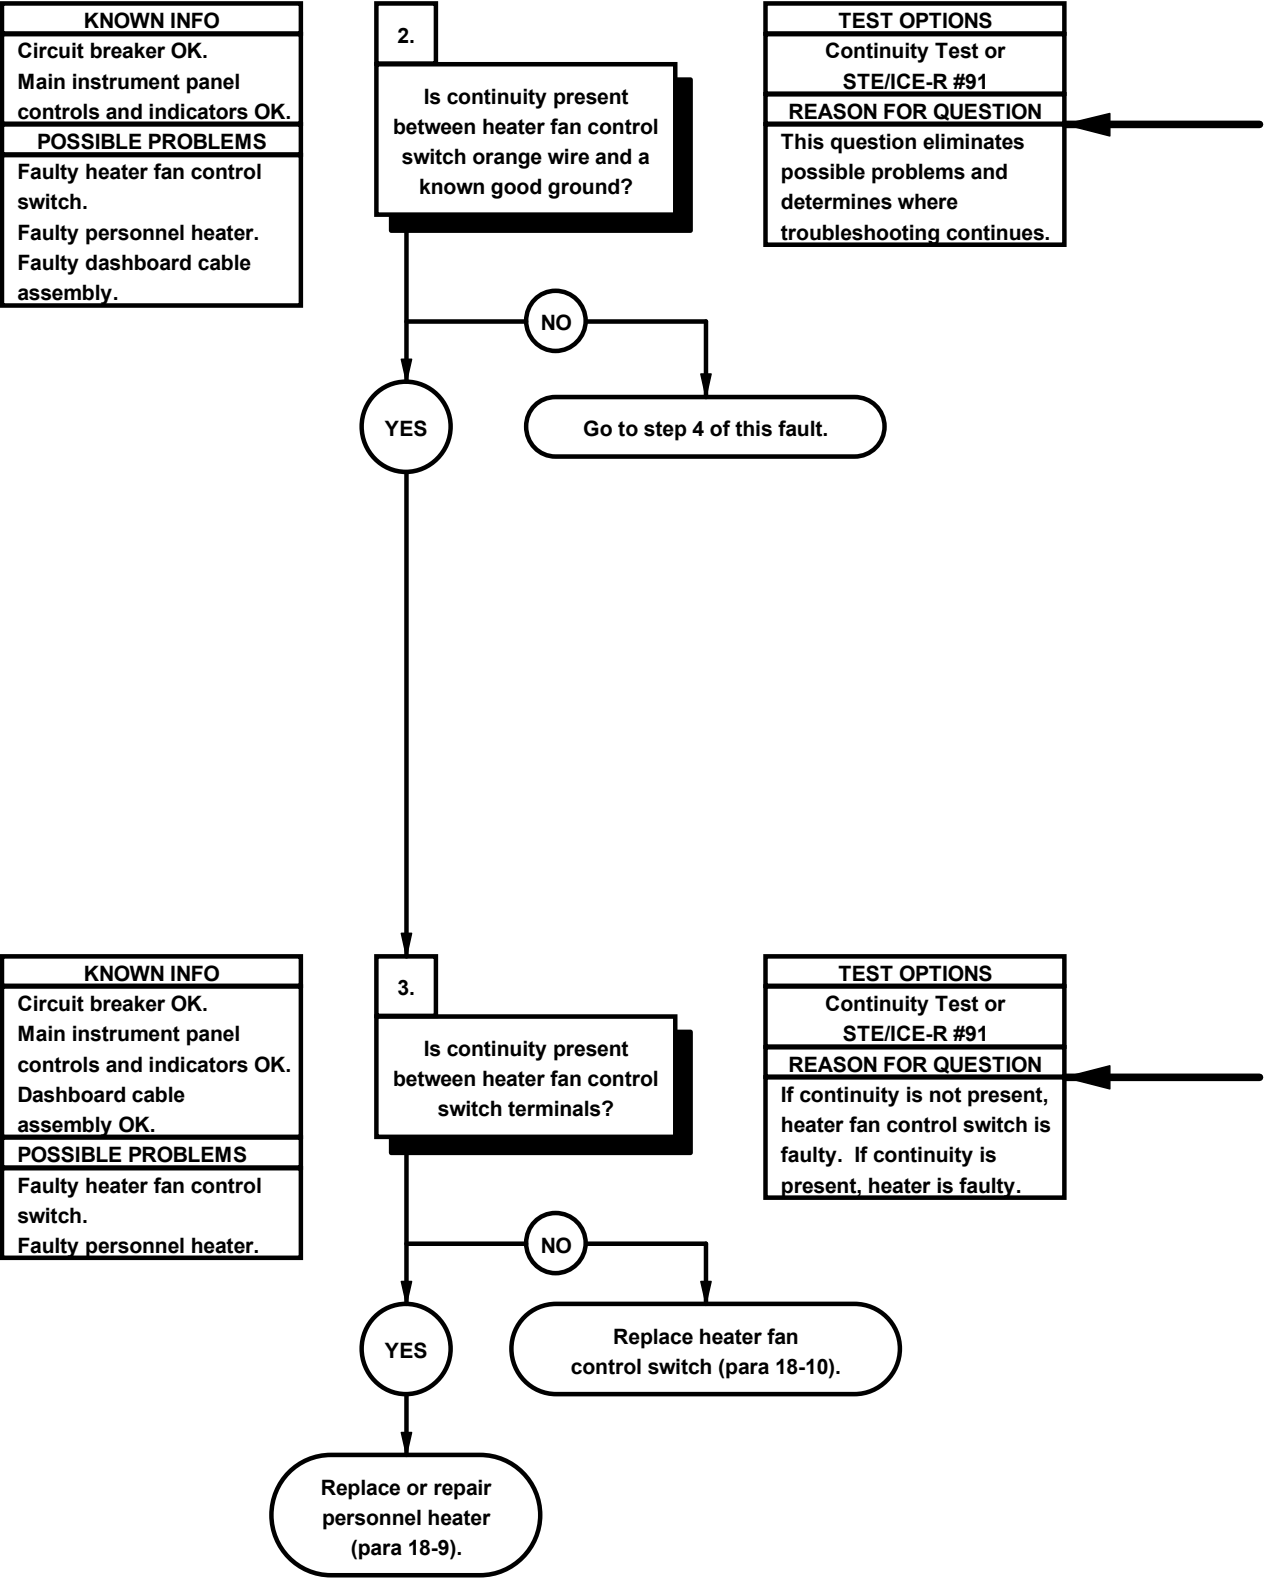 KNOWN INFO
Circuit breaker OK.
Main instrument panel
controls and indicators OK.
POSSIBLE PROBLEMS
Faulty heater fan control
switch.
Faulty personnel heater.
Faulty dashboard cable
assembly.
2.
Is continuity present
between heater fan control
switch orange wire and a
known good ground?
TEST OPTIONS
Continuity Test or
STE/ICE-R #91
REASON FOR QUESTION
This question eliminates
possible problems and
determines where
troubleshooting continues.
NO
YES
Go to step 4 of this fault.
KNOWN INFO
Circuit breaker OK.
Main instrument panel
controls and indicators OK.
Dashboard cable
assembly OK.
POSSIBLE PROBLEMS
Faulty heater fan control
switch.
Faulty personnel heater.
3.
Is continuity present
between heater fan control
switch terminals?
TEST OPTIONS
Continuity Test or
STE/ICE-R #91
REASON FOR QUESTION
If continuity is not present,
heater fan control switch is
faulty.  If continuity is
present, heater is faulty.
NO
YES
Replace heater fan
control switch (para 18-10).
Replace or repair
personnel heater
(para 18-9).